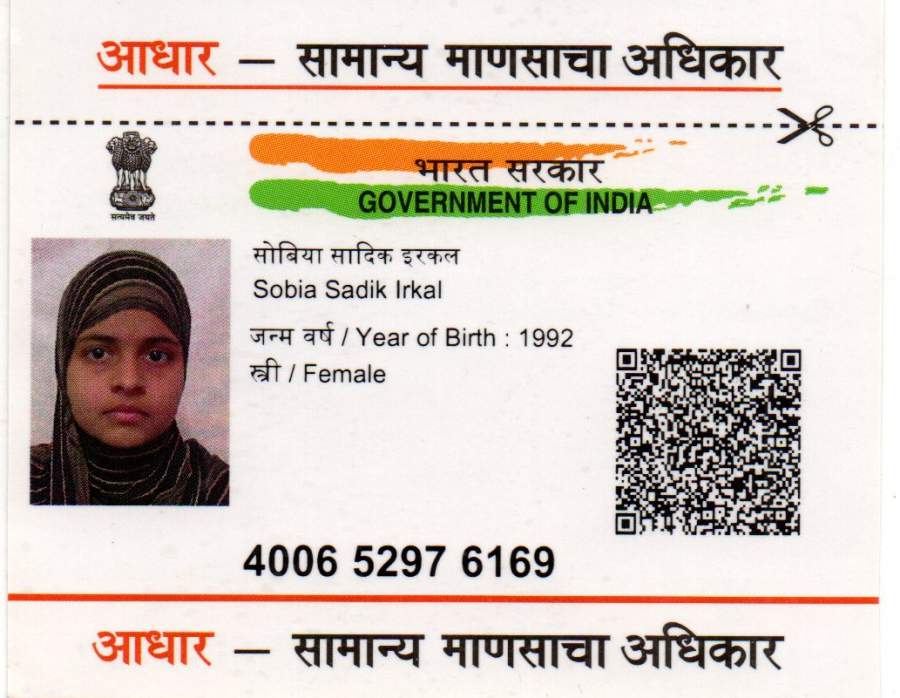 आधार — सामान्य माणसाचा अधिकार
सत्यमेव जयते
भारत सरकार
GOVERNMENT OF INDIA
सोबिया सादिक इरकल
Sobia Sadik Irkal
जन्म वर्ष / Year of Birth : 1992
स्त्री / Female
4006 5297 6169
आधार — सामान्य माणसाचा अधिकार